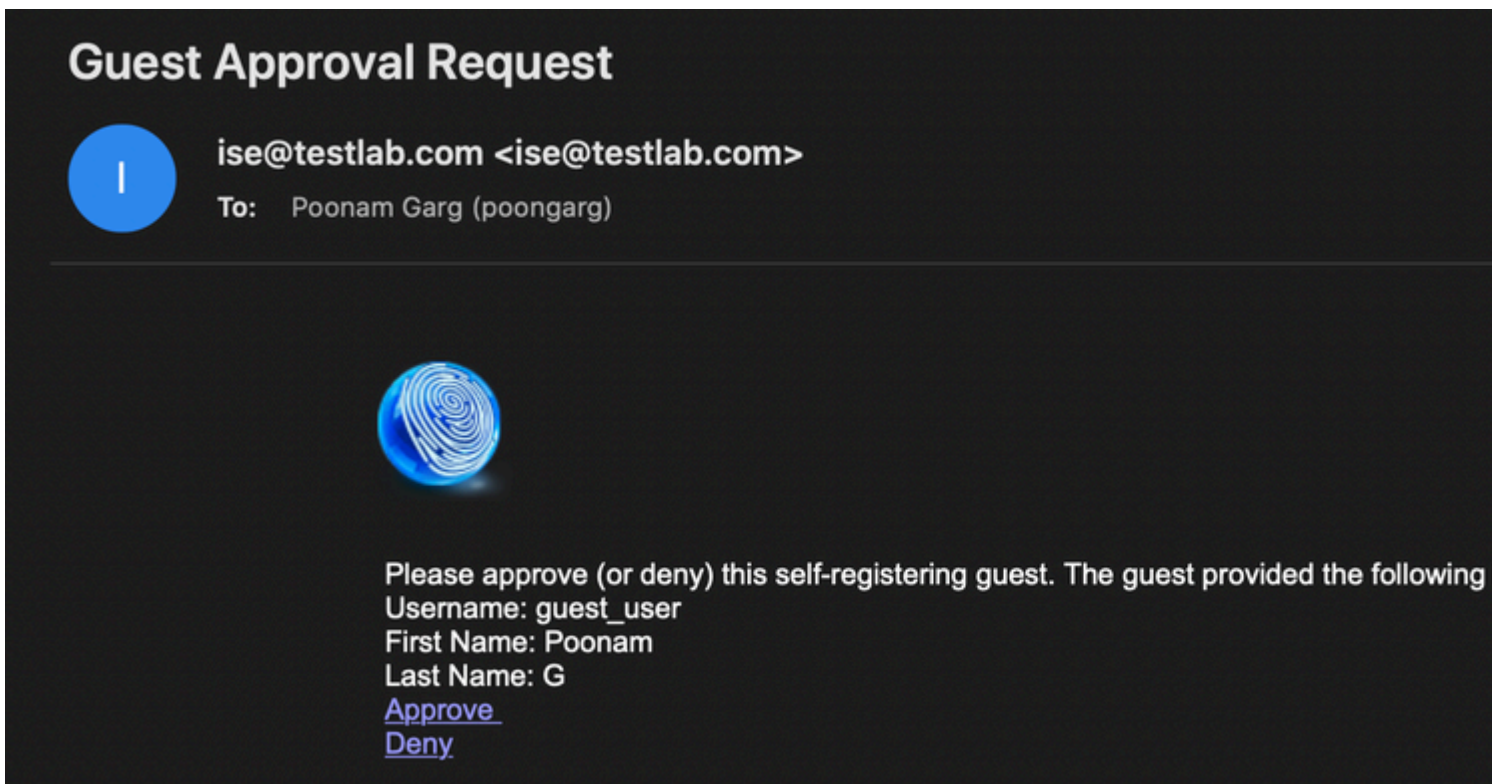 Guest Approval Request
I
ise@testlab.com <ise@testlab.com>
To: Poonam Garg (poongarg)
Please approve (or deny) this self-registering guest. The guest provided the following
Username: guest_user
First Name: Poonam
Last Name: G
Approve
Deny